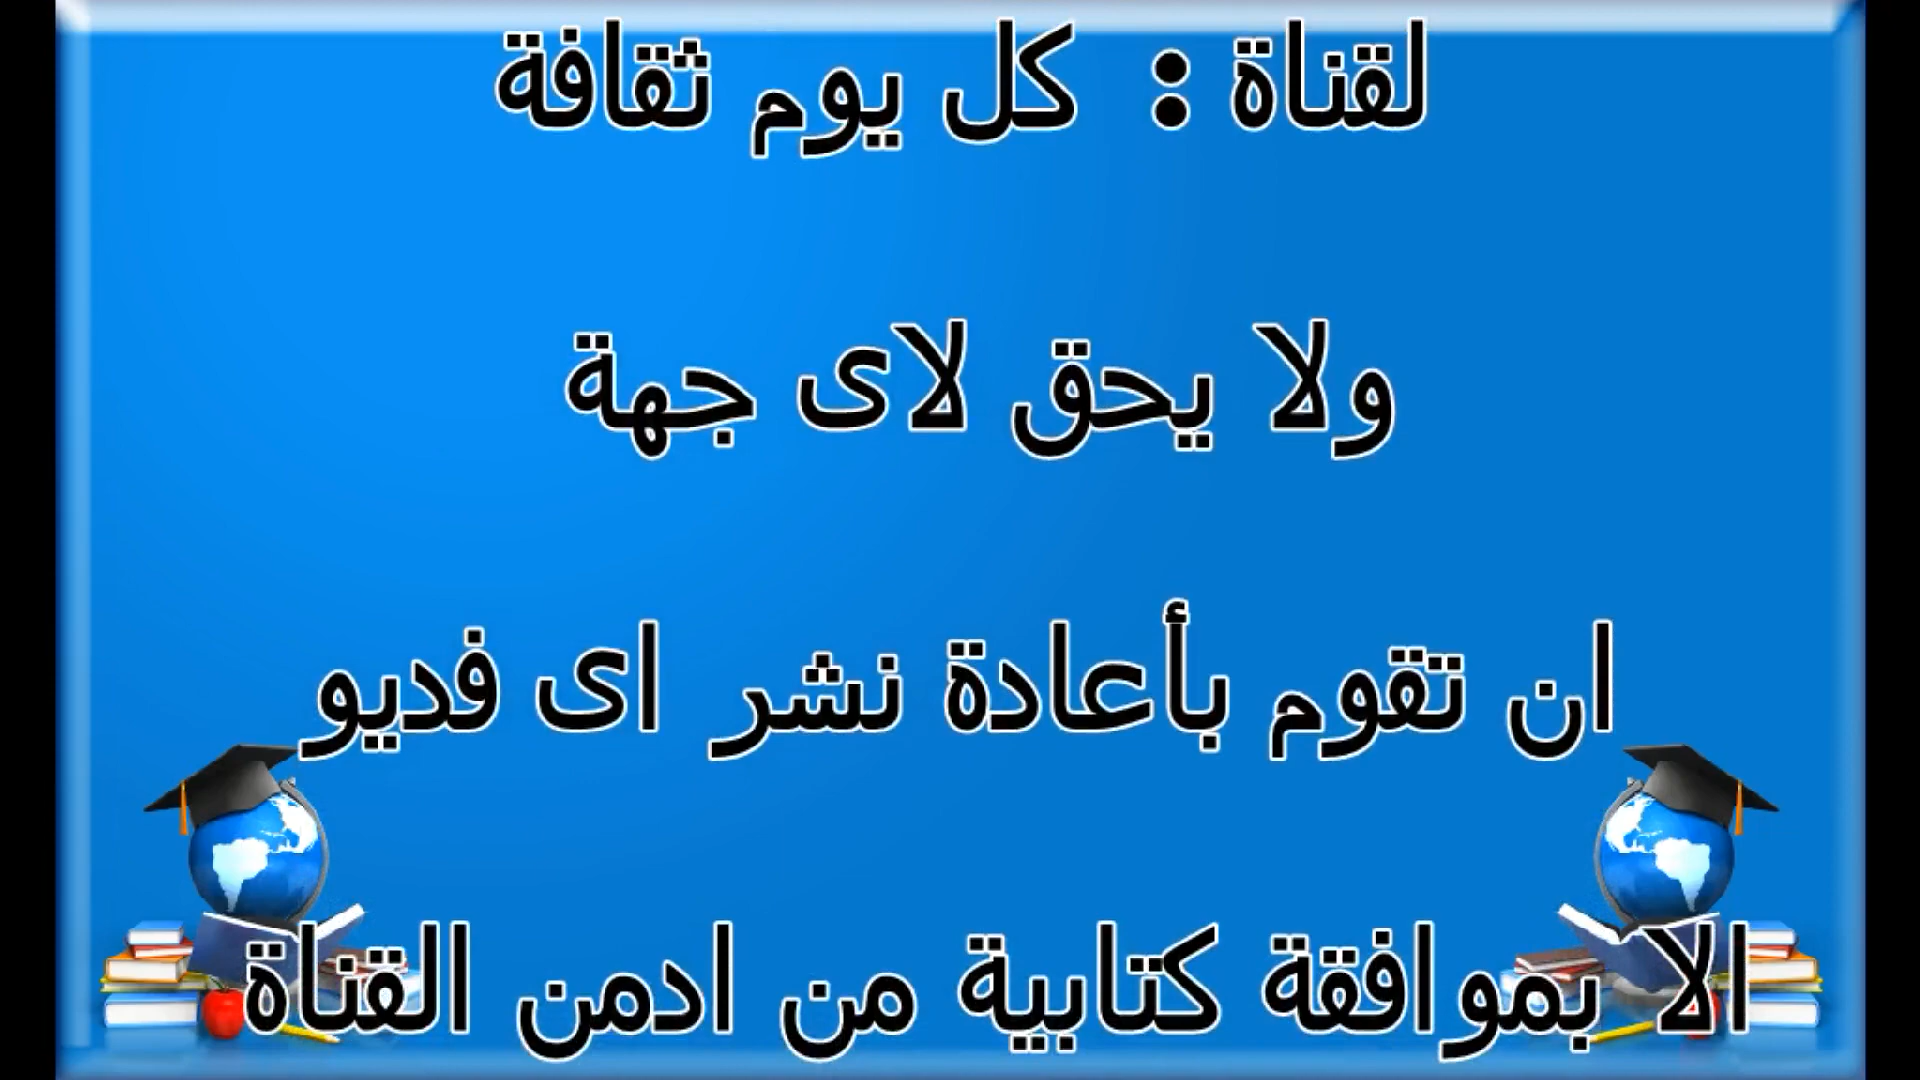 لقناة : كل يوم ثقافة
ولا يحق لاى جهة
ان تقوم بأعادة نشر اى فديو
الا بموافقة كتابية من ادمن القناة